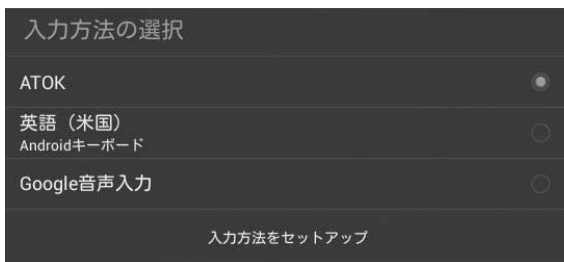 入力方法の選択
ATOK
英語（米国）
Androidキーボード
Google音声入力
入力方法をセットアップ